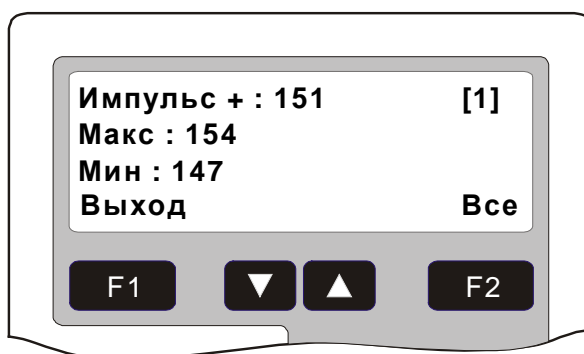 Импульс + : 151 [1]
Макс : 154
Мин : 147
Выход Все
F1 ▼ ▲ F2